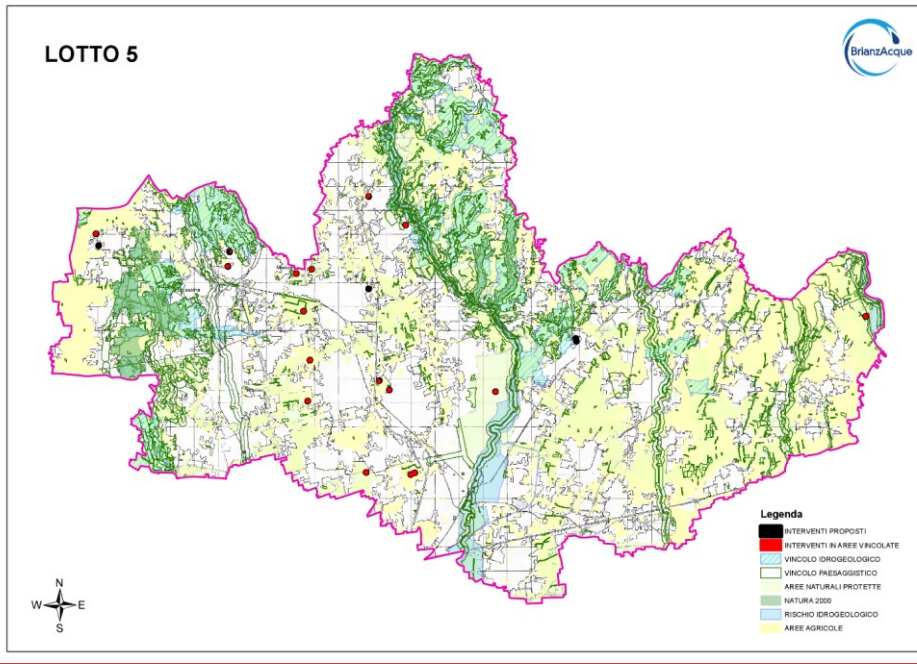 LOTTO 5
BrianzAcque
Legenda
INTERVENTI PROPOSTI
INTERVENTI IN AREE VINCOLATE
VINCOLO IDROGEOLOGICO
VINCOLO PAESAGGISTICO
AREE NATURALI PROTETTE
NATURA 2000
RISCHIO IDROGEOLOGICO
AREE AGRICOLE
N
W E
S